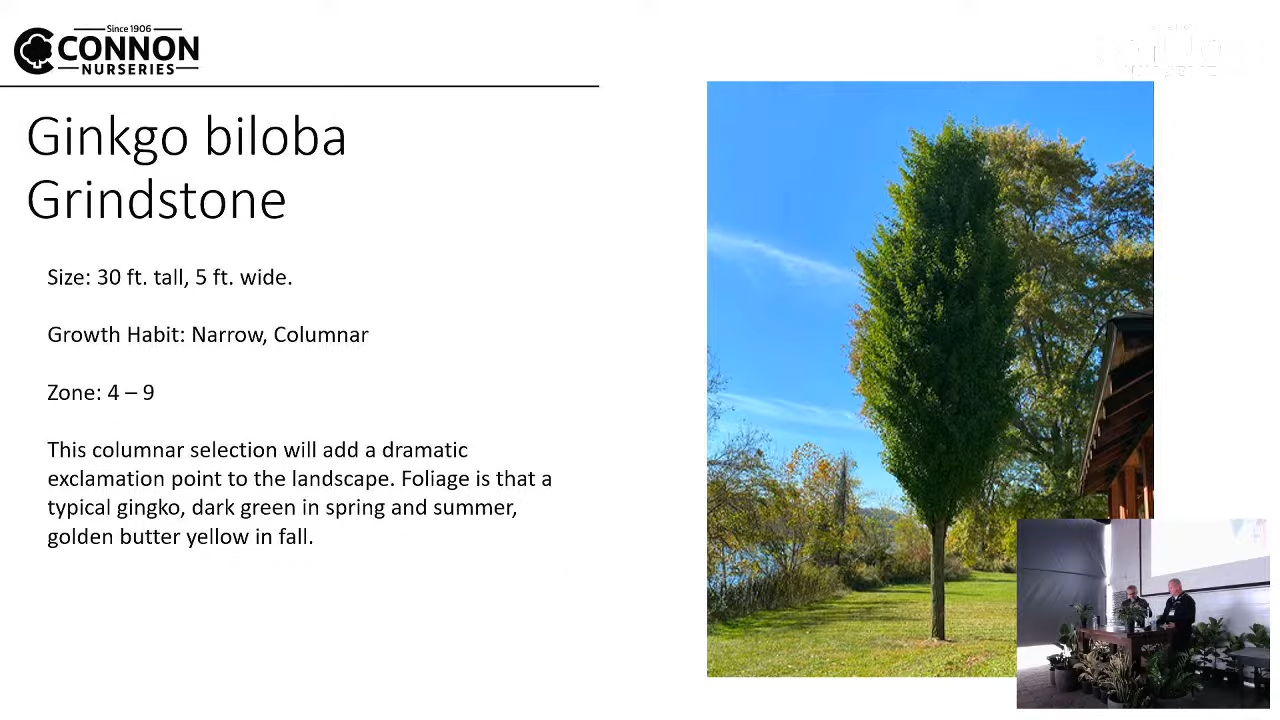 Since 1906
CONNON
NURSERIES
Ginkgo biloba
Grindstone
Size: 30 ft. tall, 5 ft. wide.
Growth Habit: Narrow, Columnar
Zone: 4 – 9
This columnar selection will add a dramatic
exclamation point to the landscape. Foliage is that a
typical gingko, dark green in spring and summer,
golden butter yellow in fall.